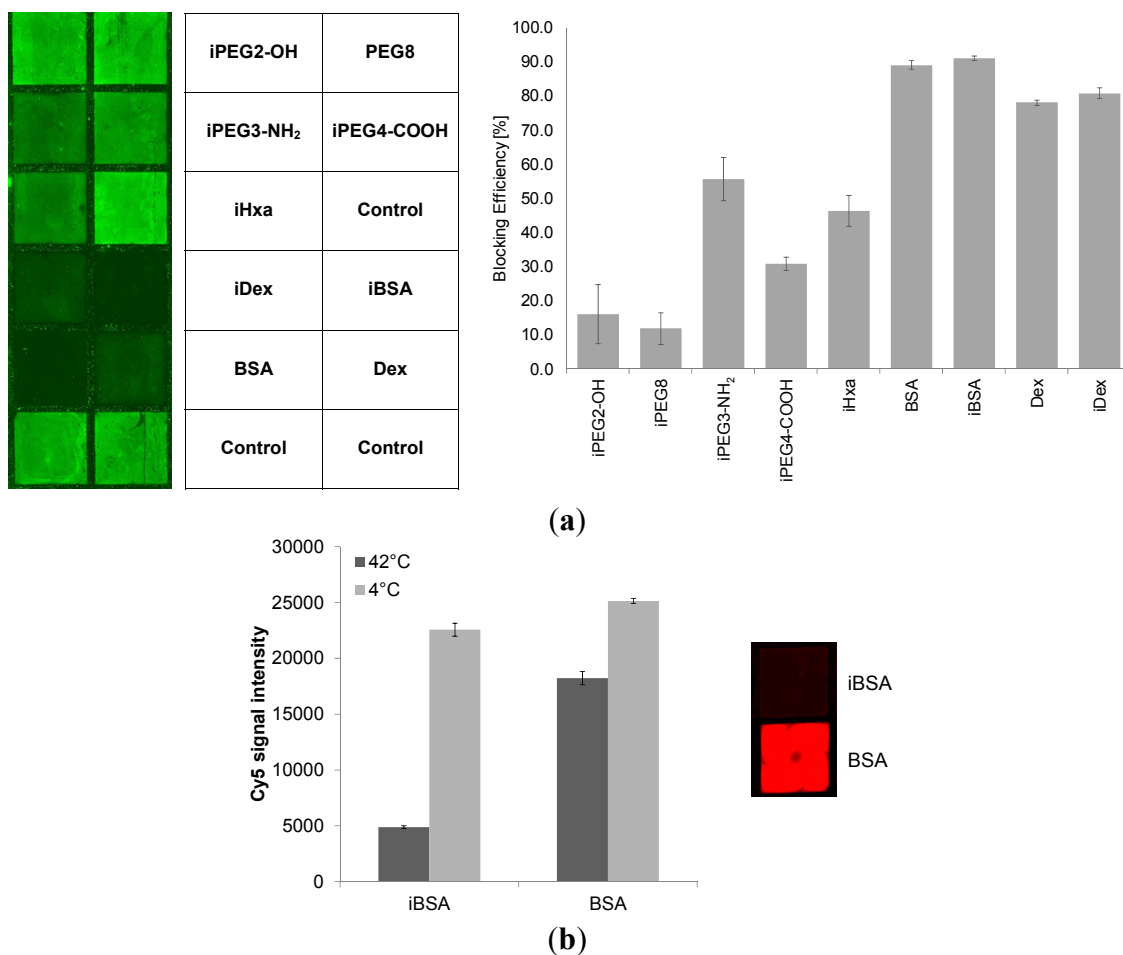 iPEG2-OH PEG8
iPEG3-NH₂ iPEG4-COOH
iHxa Control
iDex iBSA
BSA Dex
Control Control
Blocking Efficiency [%]
100.0
90.0
80.0
70.0
60.0
50.0
40.0
30.0
20.0
10.0
0.0
iPEG2-OH
iPEG8
iPEG3-NH₂
iPEG4-COOH
iHxa
BSA
iBSA
Dex
iDex
(a)
Cy5 signal intensity
30000
25000
20000
15000
10000
5000
0
42°C
4°C
iBSA
BSA
iBSA
BSA
(b)